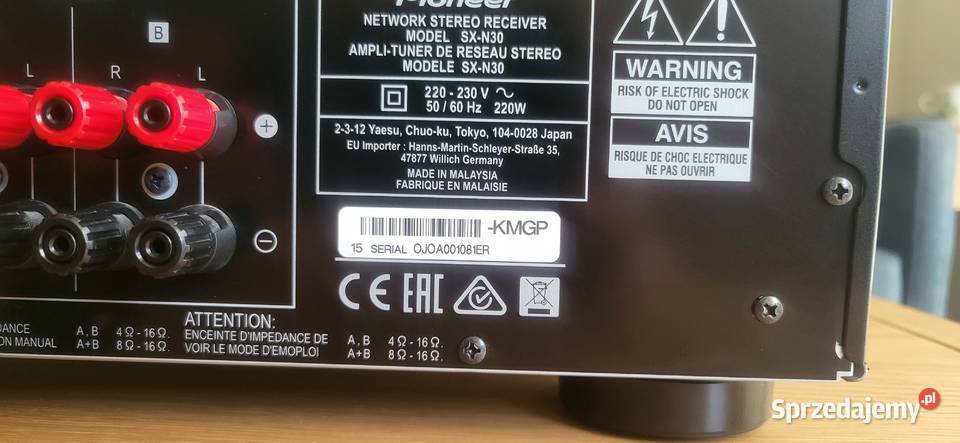 Pioneer
NETWORK STEREO RECEIVER
MODEL SX-N30
AMPLI-TUNER DE RESEAU STEREO
MODELE SX-N30
220 - 230 V
50 / 60 Hz 220W
2-3-12 Yaesu, Chuo-ku, Tokyo, 104-0028 Japan
EU Importer : Hanns-Martin-Schleyer-Straße 35,
47877 Willich Germany
MADE IN MALAYSIA
FABRIQUE EN MALAISIE
WARNING
RISK OF ELECTRIC SHOCK
DO NOT OPEN
AVIS
RISQUE DE CHOC ELECTRIQUE
NE PAS OUVRIR
B
L R L
+
-
-KMGP
15 SERIAL OJOA001081ER
CE EAC
DANCE A, B 4Ω - 16Ω.
ON MANUAL A+B 8Ω - 16Ω.
ATTENTION:
ENCEINTE D'IMPEDANCE DE A, B 4Ω - 16Ω.
VOIR LE MODE D'EMPLOI A+B 8Ω - 16Ω.
Sprzedajemy.pl